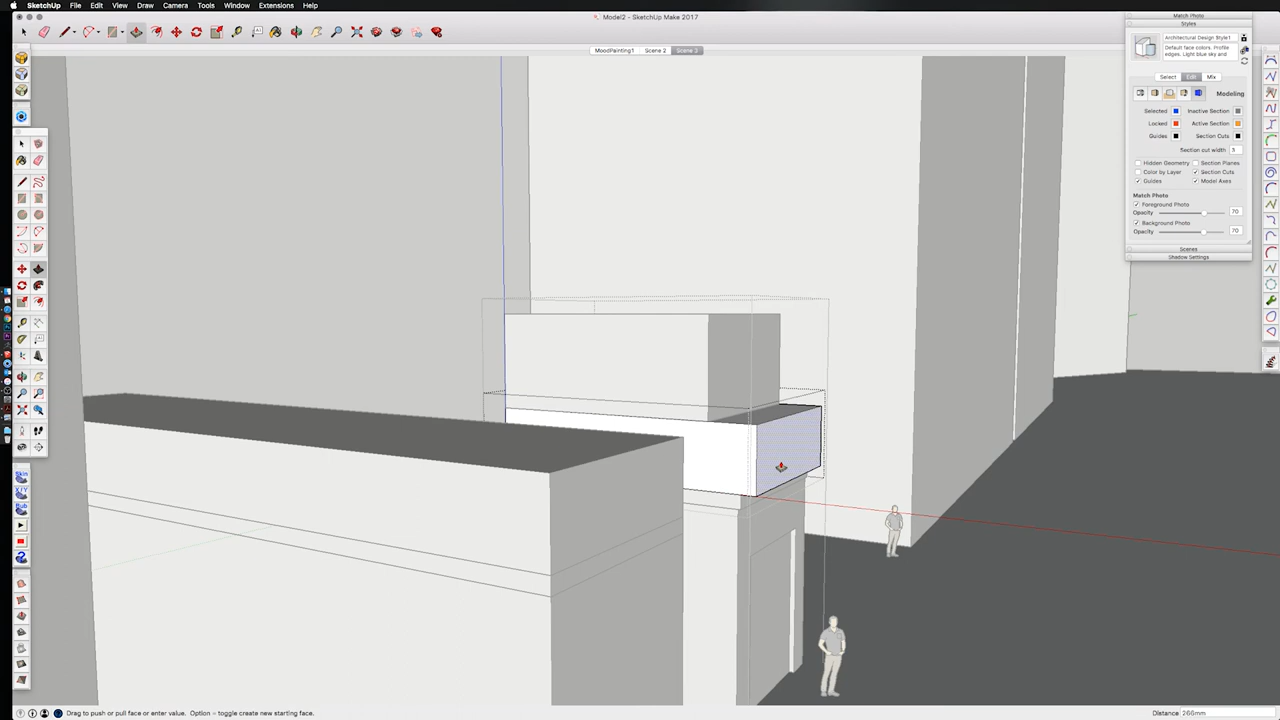 SketchUp File Edit View Draw Camera Tools Window Extensions Help
Model2 - SketchUp Make 2017
MoodPainting1 Scene 2 Scene 3
Match Photo
Styles
Architectural Design Style1
Default face colors. Profile
edges. Light blue sky and
Select Edit Mix
Modeling
Selected Inactive Section
Locked Active Section
Guides Section Cuts
Section cut width 3
Hidden Geometry Section Planes
Color by Layer Section Cuts
Guides Model Axes
Match Photo
Foreground Photo
Opacity 70
Background Photo
Opacity 70
Scenes
Shadow Settings
Skin
X/Y
Bub
Drag to push or pull face or enter value. Option = toggle create new starting face.
Distance 266mm